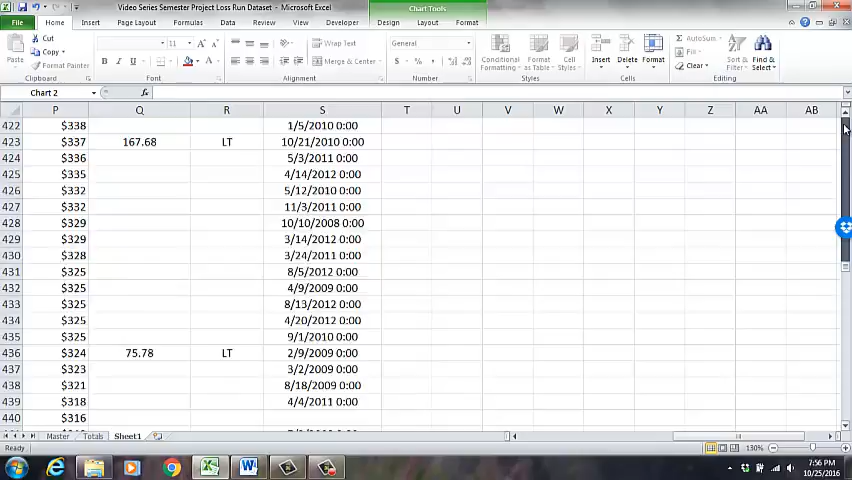 Video Series Semester Project Loss Run Dataset - Microsoft Excel
Chart Tools
File Home Insert Page Layout Formulas Data Review View Developer Design Layout Format
Cut
Copy
Format Painter
Paste
Clipboard
11
Font
Wrap Text
Merge & Center
Alignment
General
Number
Conditional Formatting
Format as Table
Cell Styles
Styles
Insert Delete Format
Cells
AutoSum
Fill
Clear
Sort & Filter
Find & Select
Editing
Chart 2 fx
P Q R S T U V W X Y Z AA AB
422 $338 1/5/2010 0:00
423 $337 167.68 LT 10/21/2010 0:00
424 $336 5/3/2011 0:00
425 $335 4/14/2012 0:00
426 $332 5/12/2010 0:00
427 $332 11/3/2011 0:00
428 $329 10/10/2008 0:00
429 $329 3/14/2012 0:00
430 $328 3/24/2011 0:00
431 $325 8/5/2012 0:00
432 $325 4/9/2009 0:00
433 $325 8/13/2012 0:00
434 $325 4/20/2012 0:00
435 $325 9/1/2010 0:00
436 $324 75.78 LT 2/9/2009 0:00
437 $323 3/2/2009 0:00
438 $321 8/18/2009 0:00
439 $318 4/4/2011 0:00
440 $316
Master Totals Sheet1
Ready 130%
7:56 PM
10/25/2016